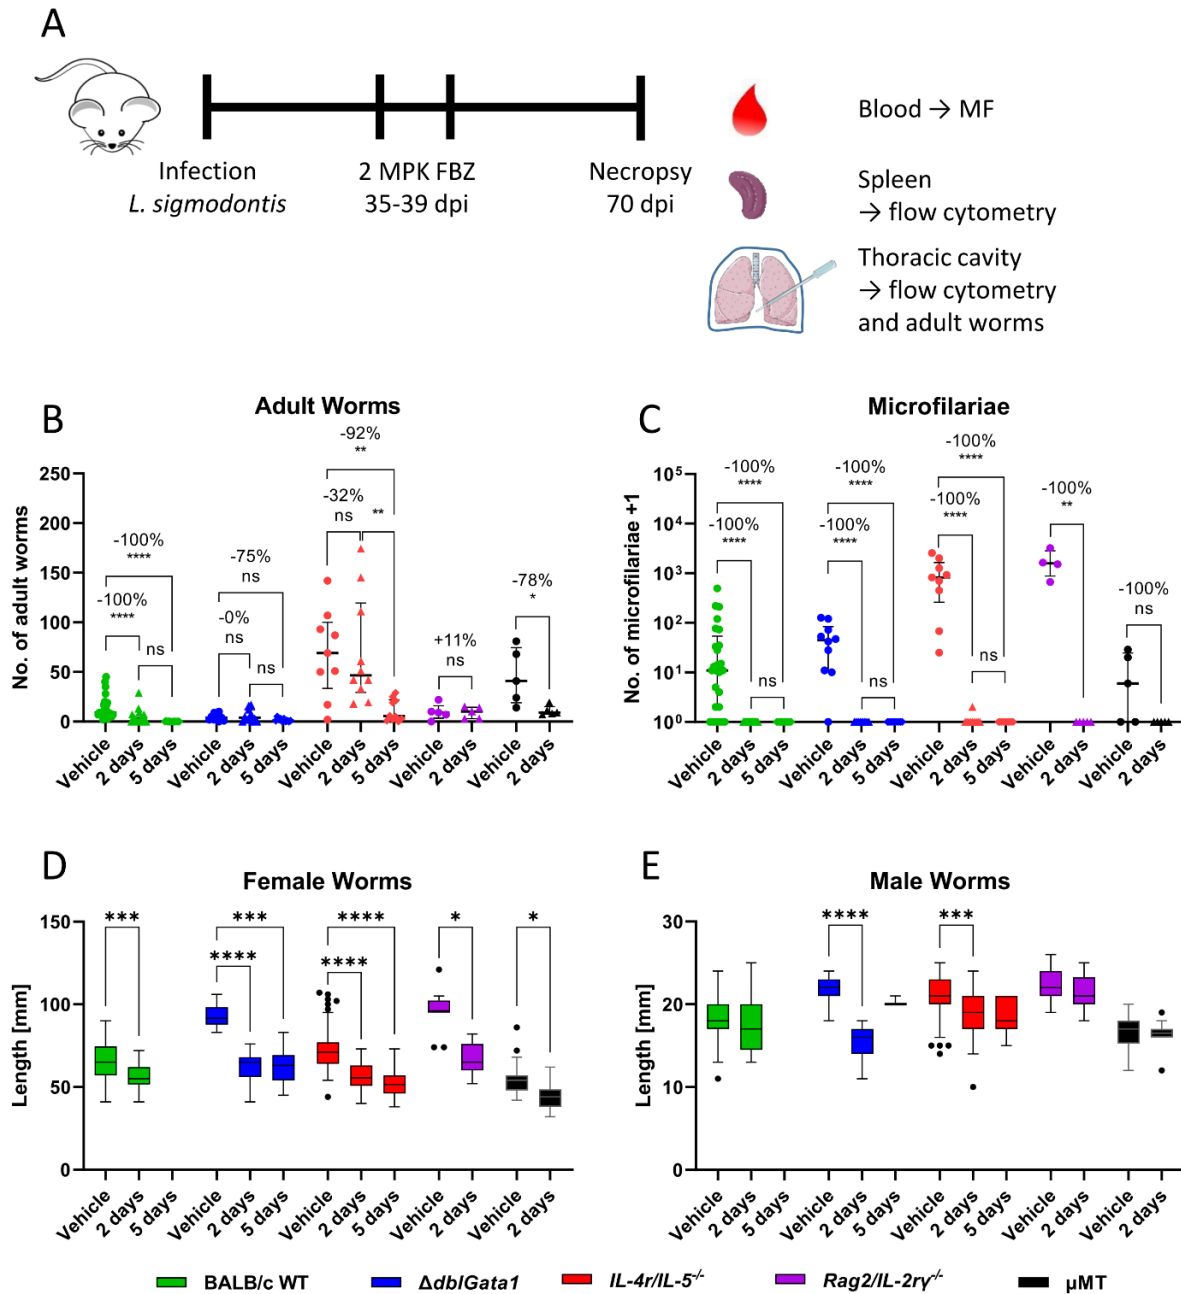 A
Infection
L. sigmodontis
2 MPK FBZ
35-39 dpi
Necropsy
70 dpi
Blood → MF
Spleen
→ flow cytometry
Thoracic cavity
→ flow cytometry
and adult worms
B
Adult Worms
No. of adult worms
250
200
150
100
50
0
-100%
****
-100%
****
ns
-75%
ns
-0%
ns
ns
-92%
**
-32%
ns
**
+11%
ns
-78%
*
Vehicle
2 days
5 days
Vehicle
2 days
5 days
Vehicle
2 days
5 days
Vehicle
2 days
Vehicle
2 days
C
Microfilariae
No. of microfilariae +1
10⁵
10⁴
10³
10²
10¹
10⁰
-100%
****
-100%
****
ns
-100%
****
-100%
****
ns
-100%
****
-100%
****
ns
-100%
**
-100%
ns
Vehicle
2 days
5 days
Vehicle
2 days
5 days
Vehicle
2 days
5 days
Vehicle
2 days
Vehicle
2 days
D
Female Worms
Length [mm]
150
100
50
0
***
***
****
****
****
*
*
Vehicle
2 days
5 days
Vehicle
2 days
5 days
Vehicle
2 days
5 days
Vehicle
2 days
Vehicle
2 days
E
Male Worms
Length [mm]
30
20
10
0
****
***
Vehicle
2 days
5 days
Vehicle
2 days
5 days
Vehicle
2 days
5 days
Vehicle
2 days
Vehicle
2 days
BALB/c WT
ΔdblGata1
IL-4r/IL-5⁻/⁻
Rag2/IL-2rγ⁻/⁻
μMT